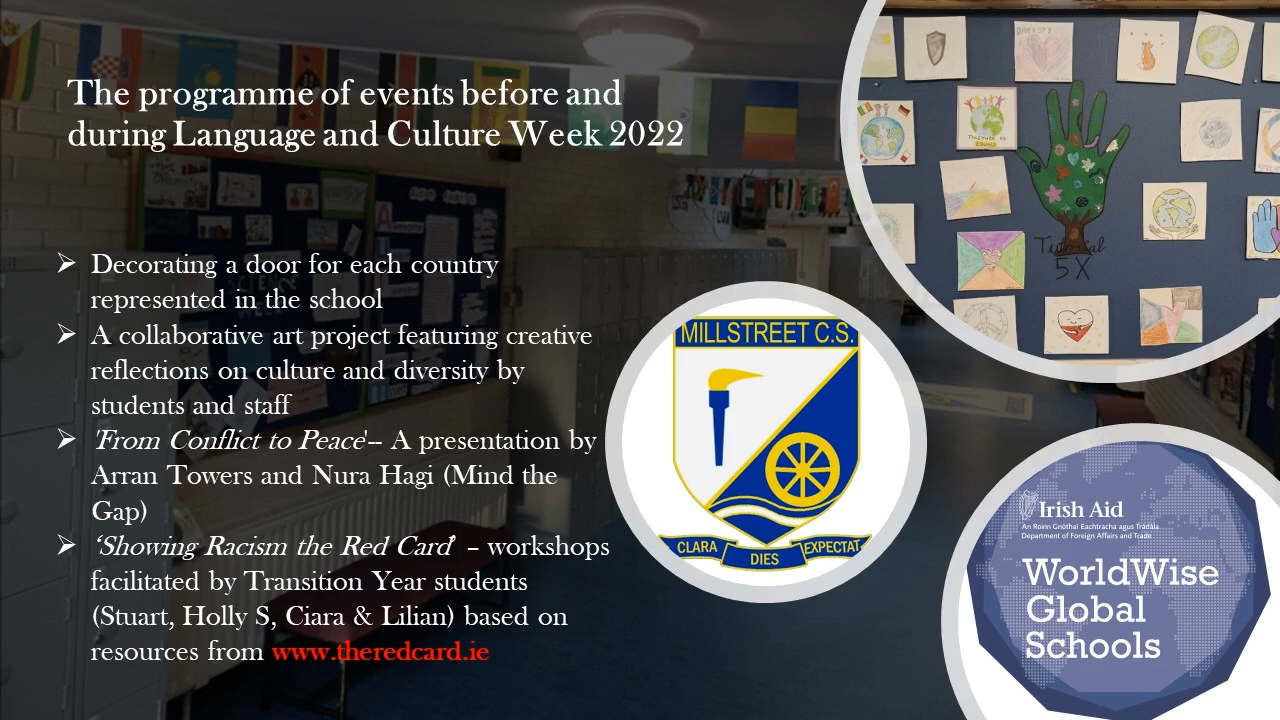 The programme of events before and
during Language and Culture Week 2022
➢ Decorating a door for each country
represented in the school
➢ A collaborative art project featuring creative
reflections on culture and diversity by
students and staff
➢ 'From Conflict to Peace'-- A presentation by
Arran Towers and Nura Hagi (Mind the
Gap)
➢ 'Showing Racism the Red Card' – workshops
facilitated by Transition Year students
(Stuart, Holly S, Ciara & Lilian) based on
resources from www.theredcard.ie
TOGETHER AS
EQUALS
Tutorial
5X
MILLSTREET C.S.
CLARA
DIES
EXPECTAT
Irish Aid
An Roinn Gnóthaí Eachtracha agus Trádála
Department of Foreign Affairs and Trade
WorldWise
Global
Schools